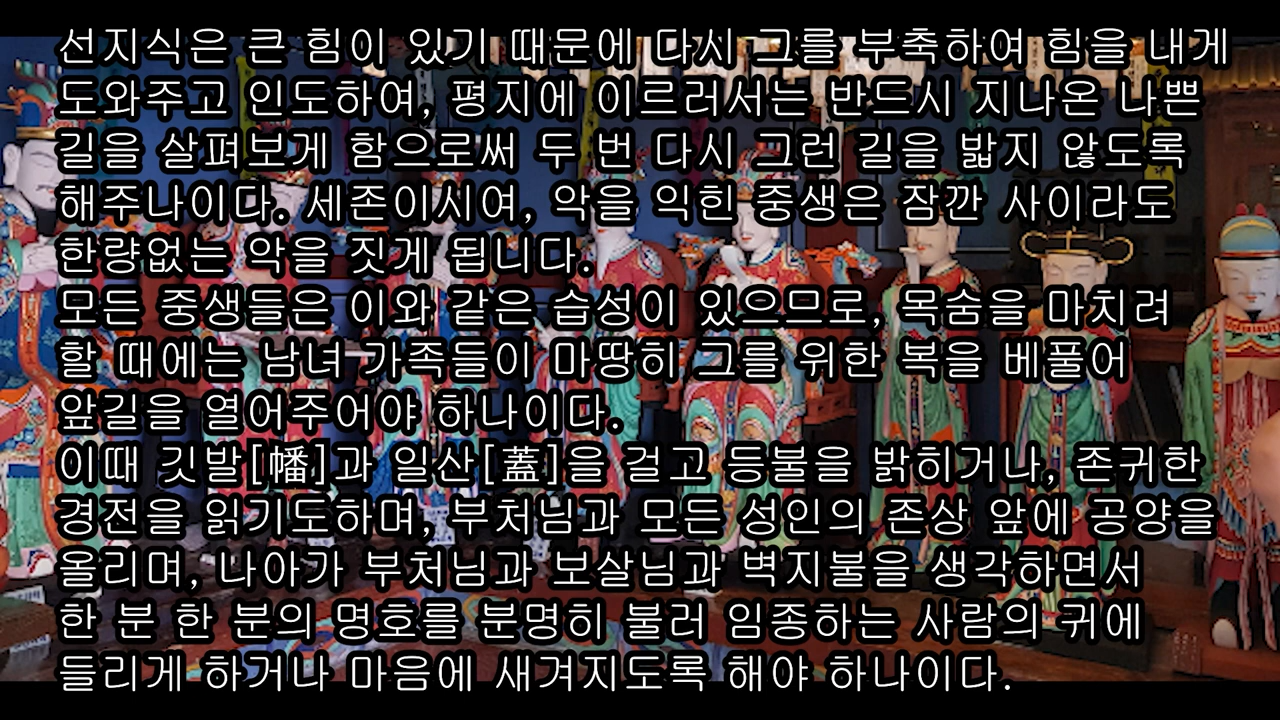 선지식은 큰 힘이 있기 때문에 다시 그를 부축하여 힘을 내게
도와주고 인도하여, 평지에 이르러서는 반드시 지나온 나쁜
길을 살펴보게 함으로써 두 번 다시 그런 길을 밟지 않도록
해주나이다. 세존이시여, 악을 익힌 중생은 잠깐 사이라도
한량없는 악을 짓게 됩니다.
모든 중생들은 이와 같은 습성이 있으므로, 목숨을 마치려
할 때에는 남녀 가족들이 마땅히 그를 위한 복을 베풀어
앞길을 열어주어야 하나이다.
이때 깃발[幡]과 일산[蓋]을 걸고 등불을 밝히거나, 존귀한
경전을 읽기도하며, 부처님과 모든 성인의 존상 앞에 공양을
올리며, 나아가 부처님과 보살님과 벽지불을 생각하면서
한 분 한 분의 명호를 분명히 불러 임종하는 사람의 귀에
들리게 하거나 마음에 새겨지도록 해야 하나이다.